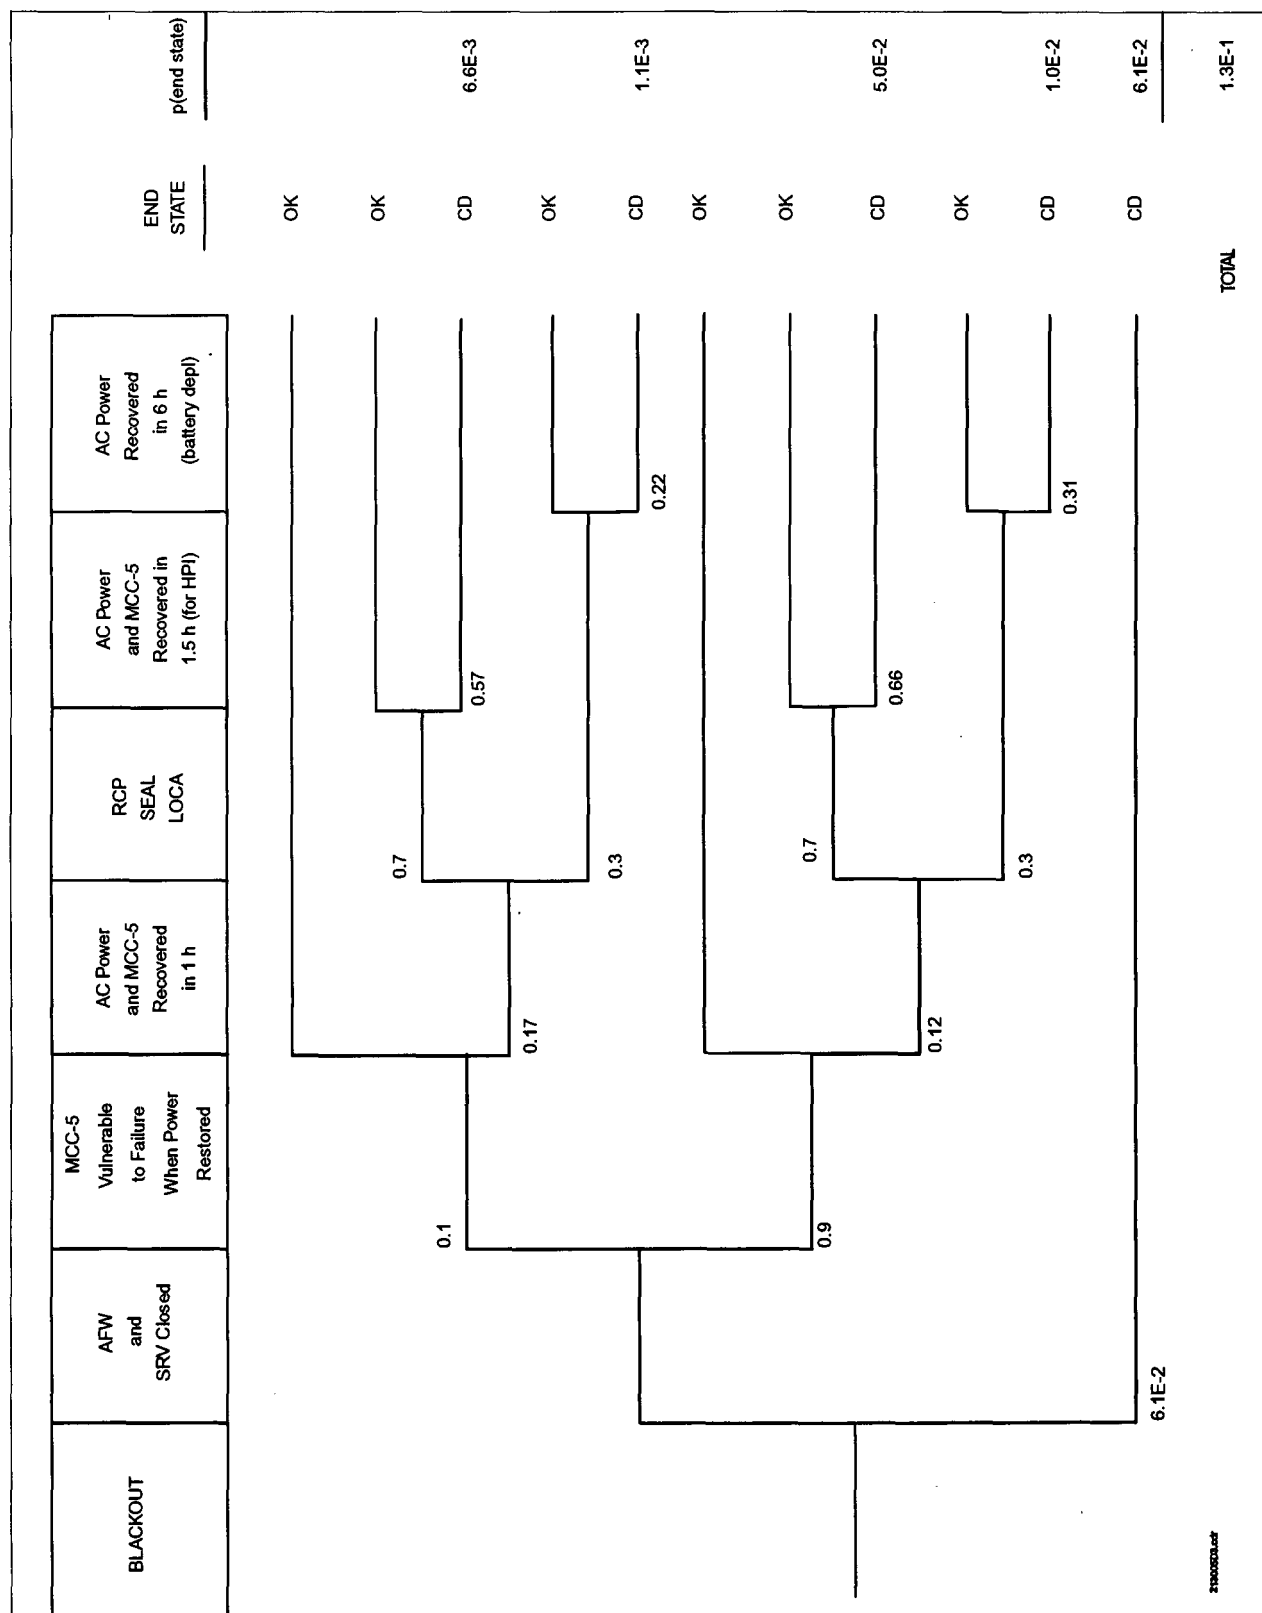 BLACKOUT
AFW
and
SRV Closed
MCC-5
Vulnerable
to Failure
When Power
Restored
AC Power
and MCC-5
Recovered
in 1 h
RCP
SEAL
LOCA
AC Power
and MCC-5
Recovered in
1.5 h (for HPI)
AC Power
Recovered
in 6 h
(battery depl)
END
STATE
p(end state)
OK
OK
0.57
CD
6.6E-3
0.7
OK
0.3
0.22
CD
1.1E-3
0.1
0.17
OK
OK
0.66
CD
5.0E-2
0.7
OK
0.9
0.12
0.3
0.31
CD
1.0E-2
6.1E-2
CD
6.1E-2
TOTAL
1.3E-1